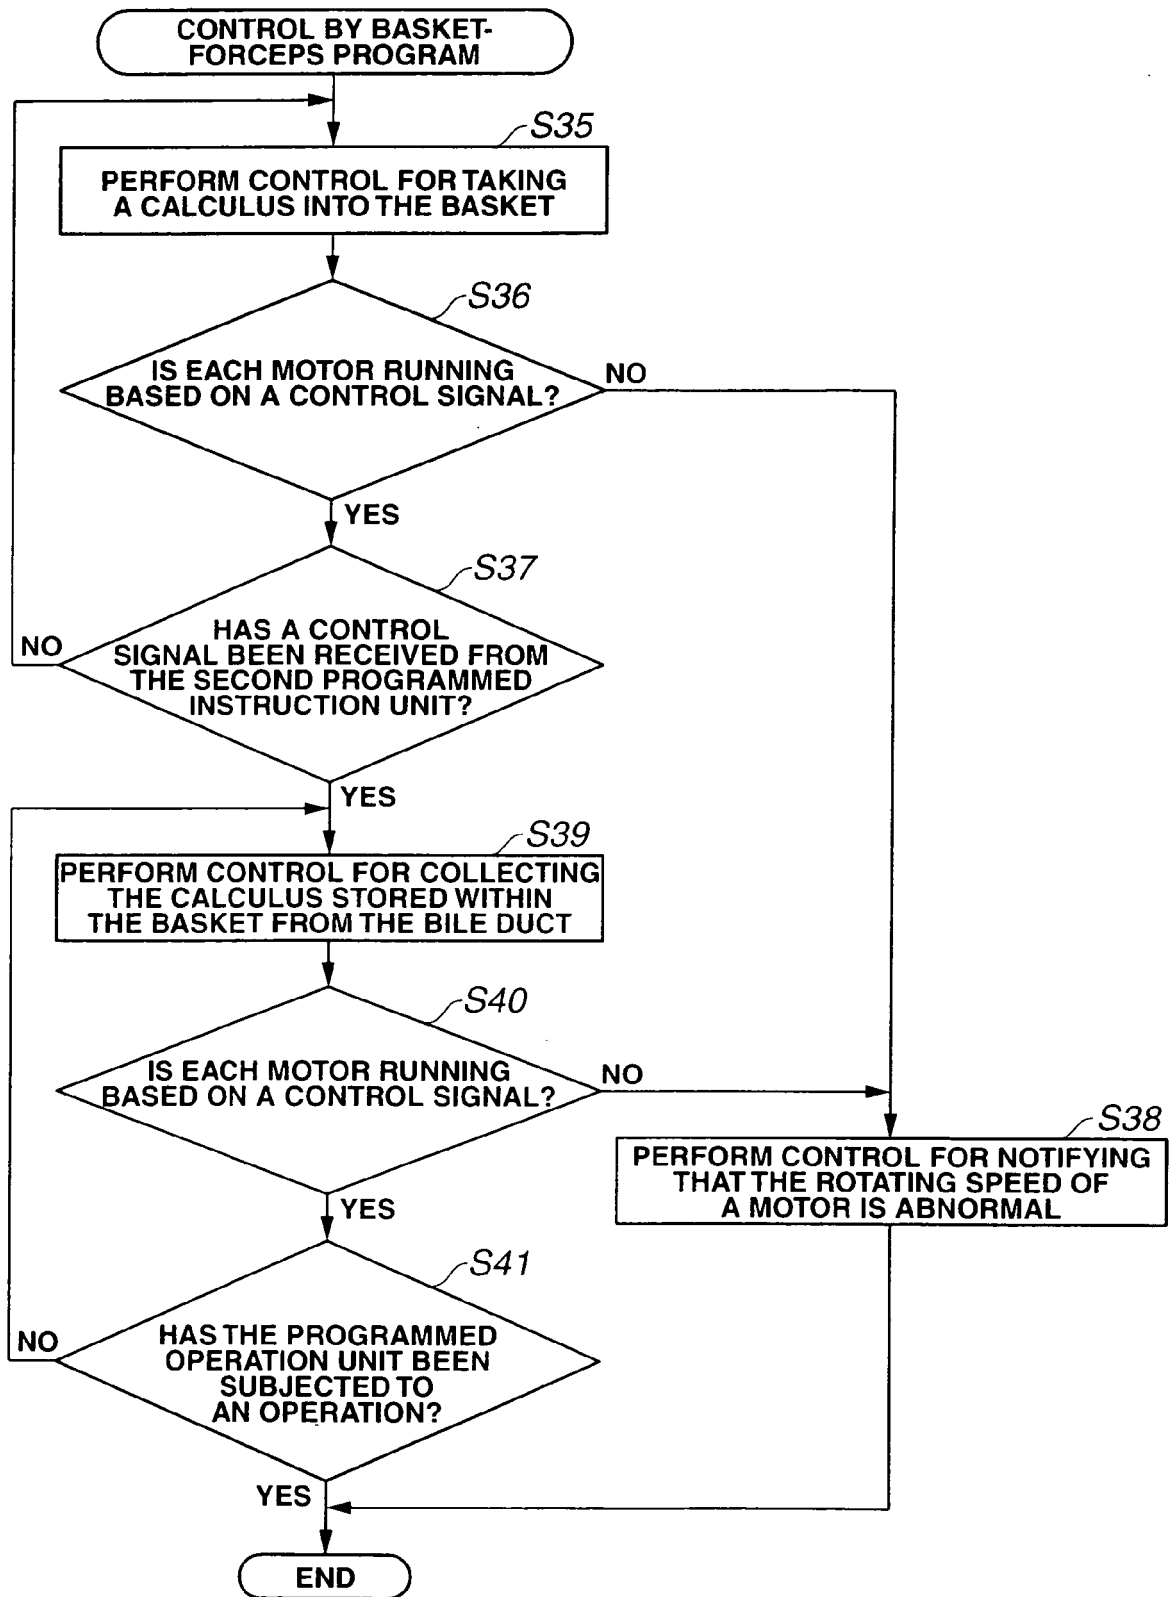 CONTROL BY BASKET-
FORCEPS PROGRAM
S35
PERFORM CONTROL FOR TAKING
A CALCULUS INTO THE BASKET
S36
IS EACH MOTOR RUNNING
BASED ON A CONTROL SIGNAL?
NO
YES
S37
HAS A CONTROL
SIGNAL BEEN RECEIVED FROM
THE SECOND PROGRAMMED
INSTRUCTION UNIT?
NO
YES
S39
PERFORM CONTROL FOR COLLECTING
THE CALCULUS STORED WITHIN
THE BASKET FROM THE BILE DUCT
S40
IS EACH MOTOR RUNNING
BASED ON A CONTROL SIGNAL?
NO
S38
PERFORM CONTROL FOR NOTIFYING
THAT THE ROTATING SPEED OF
A MOTOR IS ABNORMAL
YES
S41
HAS THE PROGRAMMED
OPERATION UNIT BEEN
SUBJECTED TO
AN OPERATION?
NO
YES
END